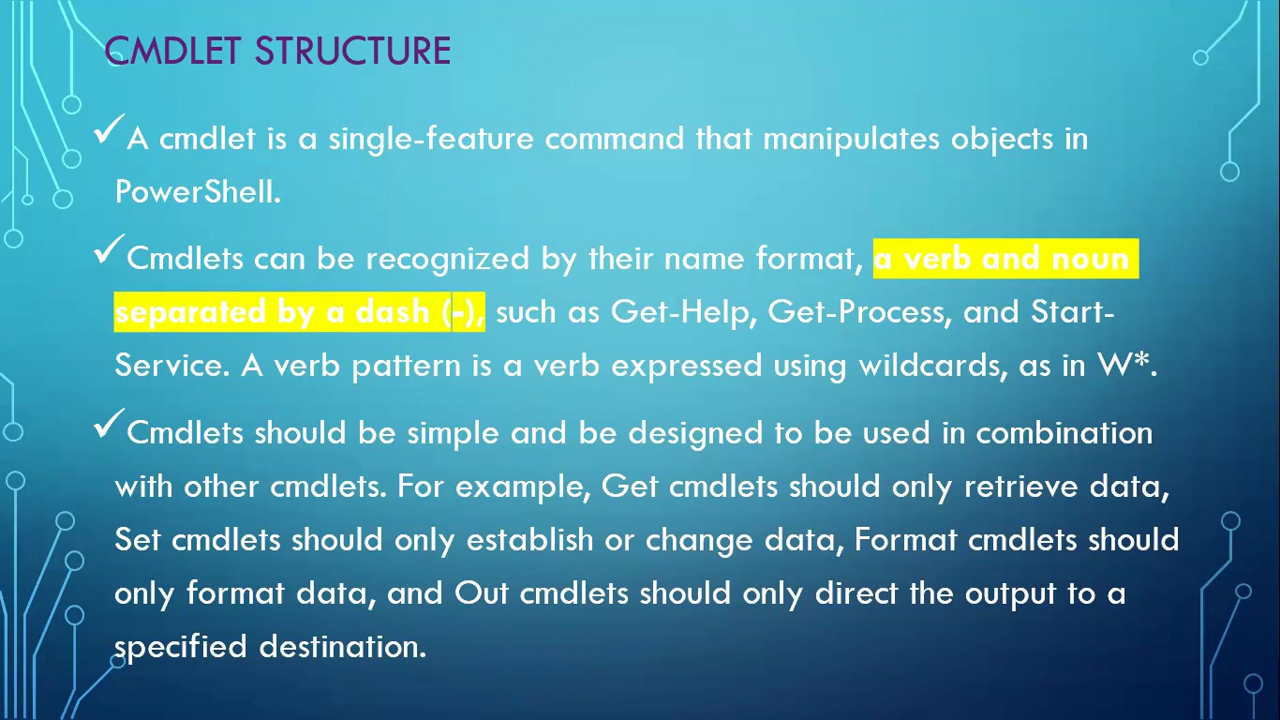 CMDLET STRUCTURE
✓A cmdlet is a single-feature command that manipulates objects in
PowerShell.
✓Cmdlets can be recognized by their name format, a verb and noun
separated by a dash (-), such as Get-Help, Get-Process, and Start-
Service. A verb pattern is a verb expressed using wildcards, as in W*.
✓Cmdlets should be simple and be designed to be used in combination
with other cmdlets. For example, Get cmdlets should only retrieve data,
Set cmdlets should only establish or change data, Format cmdlets should
only format data, and Out cmdlets should only direct the output to a
specified destination.